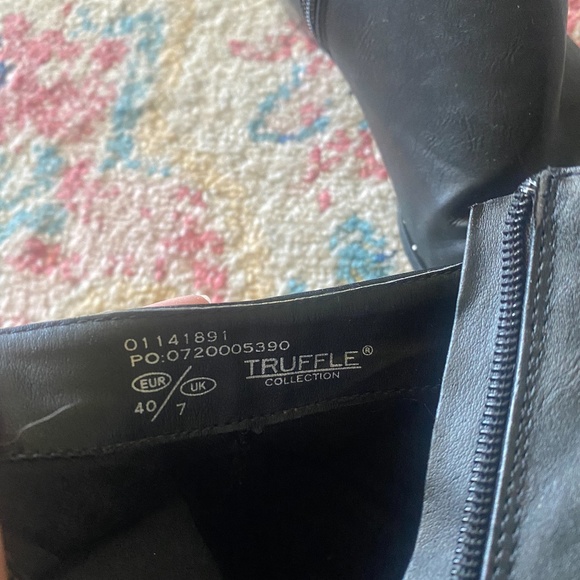 01141891
PO:0720005390
EUR / UK
40 / 7
TRUFFLE®
COLLECTION